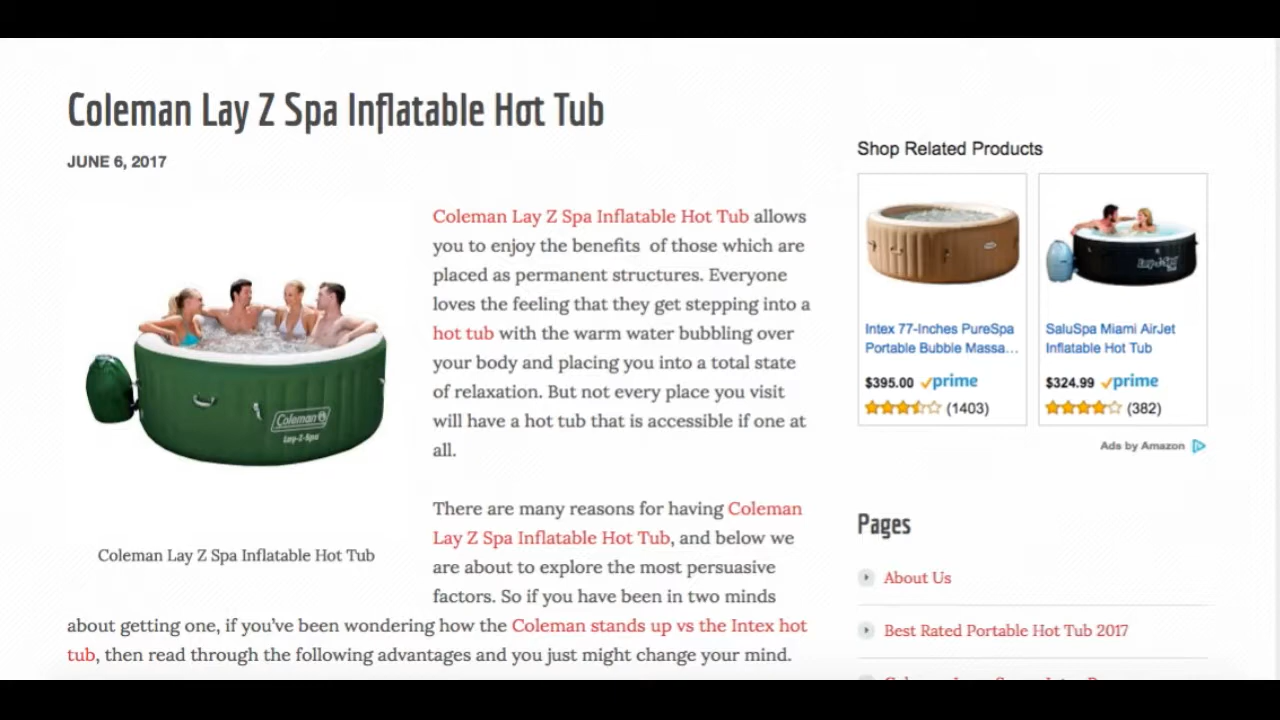 Coleman Lay Z Spa Inflatable Hot Tub
JUNE 6, 2017
Coleman Lay Z Spa Inflatable Hot Tub allows
you to enjoy the benefits of those which are
placed as permanent structures. Everyone
loves the feeling that they get stepping into a
hot tub with the warm water bubbling over
your body and placing you into a total state
of relaxation. But not every place you visit
will have a hot tub that is accessible if one at
all.
Coleman
Lay-Z-Spa
Coleman Lay Z Spa Inflatable Hot Tub
There are many reasons for having Coleman
Lay Z Spa Inflatable Hot Tub, and below we
are about to explore the most persuasive
factors. So if you have been in two minds
about getting one, if you've been wondering how the Coleman stands up vs the Intex hot
tub, then read through the following advantages and you just might change your mind.
Shop Related Products
Intex 77-Inches PureSpa
Portable Bubble Massa...
$395.00 prime
(1403)
Lay-Z-Spa
SaluSpa Miami AirJet
Inflatable Hot Tub
$324.99 prime
(382)
Ads by Amazon
Pages
About Us
Best Rated Portable Hot Tub 2017